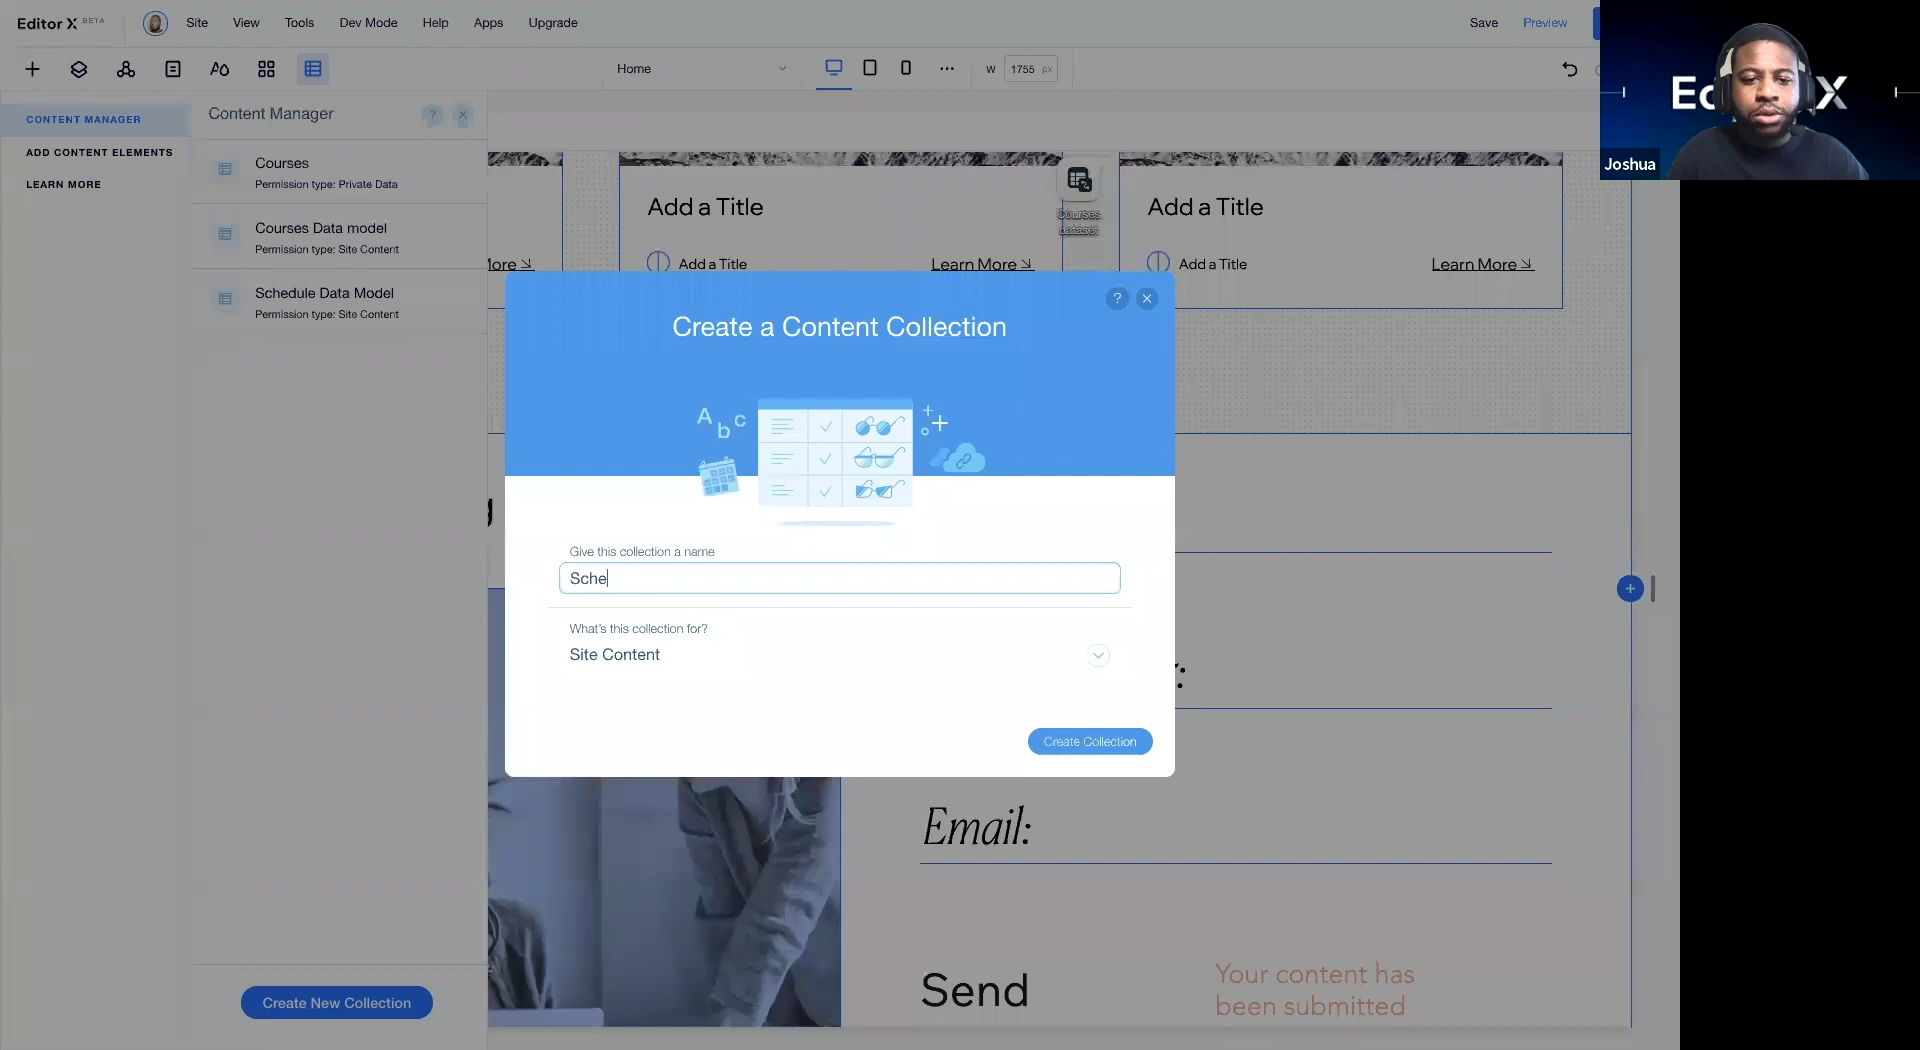 Editor X BETA
Site
View
Tools
Dev Mode
Help
Apps
Upgrade
Save
Preview
Home
W
1755 px
Joshua
CONTENT MANAGER
ADD CONTENT ELEMENTS
LEARN MORE
Content Manager
?
Courses
Permission type: Private Data
Courses Data model
Permission type: Site Content
Schedule Data Model
Permission type: Site Content
Create New Collection
Add a Title
Add a Title
Learn More
Courses
dataset
Add a Title
Add a Title
Learn More
?
Create a Content Collection
A b c
Give this collection a name
Sche
What's this collection for?
Site Content
Create Collection
Email:
Send
Your content has
been submitted